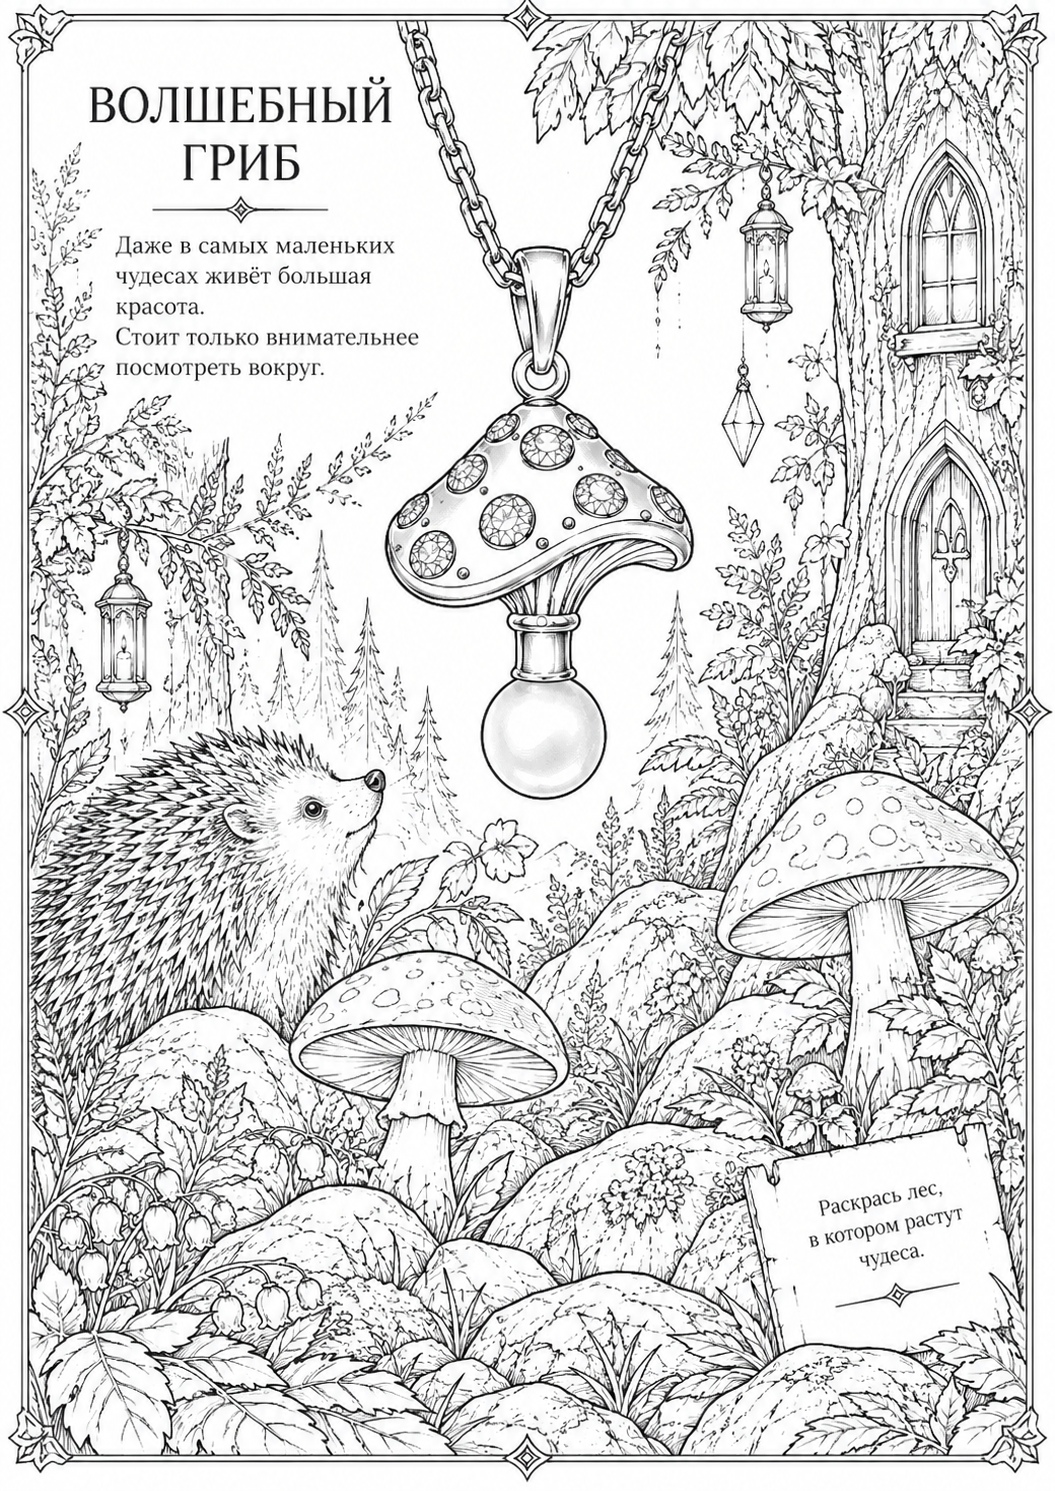 ВОЛШЕБНЫЙ
ГРИБ
Даже в самых маленьких
чудесах живёт большая
красота.
Стоит только внимательнее
посмотреть вокруг.
Раскрась лес,
в котором растут
чудеса.